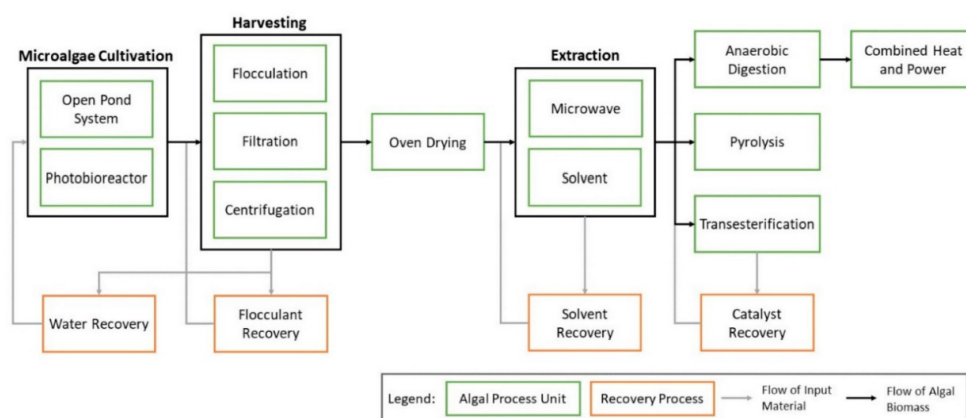 Microalgae Cultivation
Open Pond
System
Photobioreactor
Harvesting
Flocculation
Filtration
Centrifugation
Oven Drying
Extraction
Microwave
Solvent
Anaerobic
Digestion
Combined Heat
and Power
Pyrolysis
Transesterification
Water Recovery
Flocculant
Recovery
Solvent
Recovery
Catalyst
Recovery
Legend:
Algal Process Unit
Recovery Process
Flow of Input
Material
Flow of Algal
Biomass